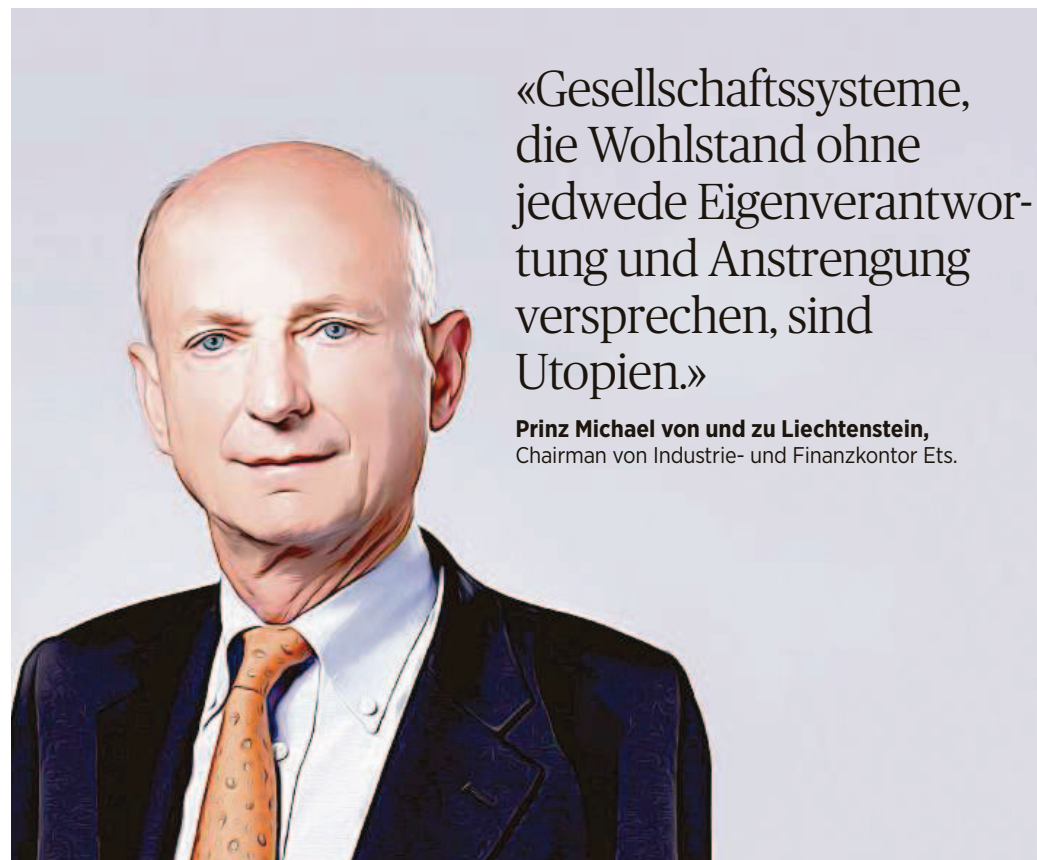 «Gesellschaftssysteme,
die Wohlstand ohne
jedwede Eigenverantwor-
tung und Anstrengung
versprechen, sind
Utopien.»
Prinz Michael von und zu Liechtenstein,
Chairman von Industrie- und Finanzkontor Ets.